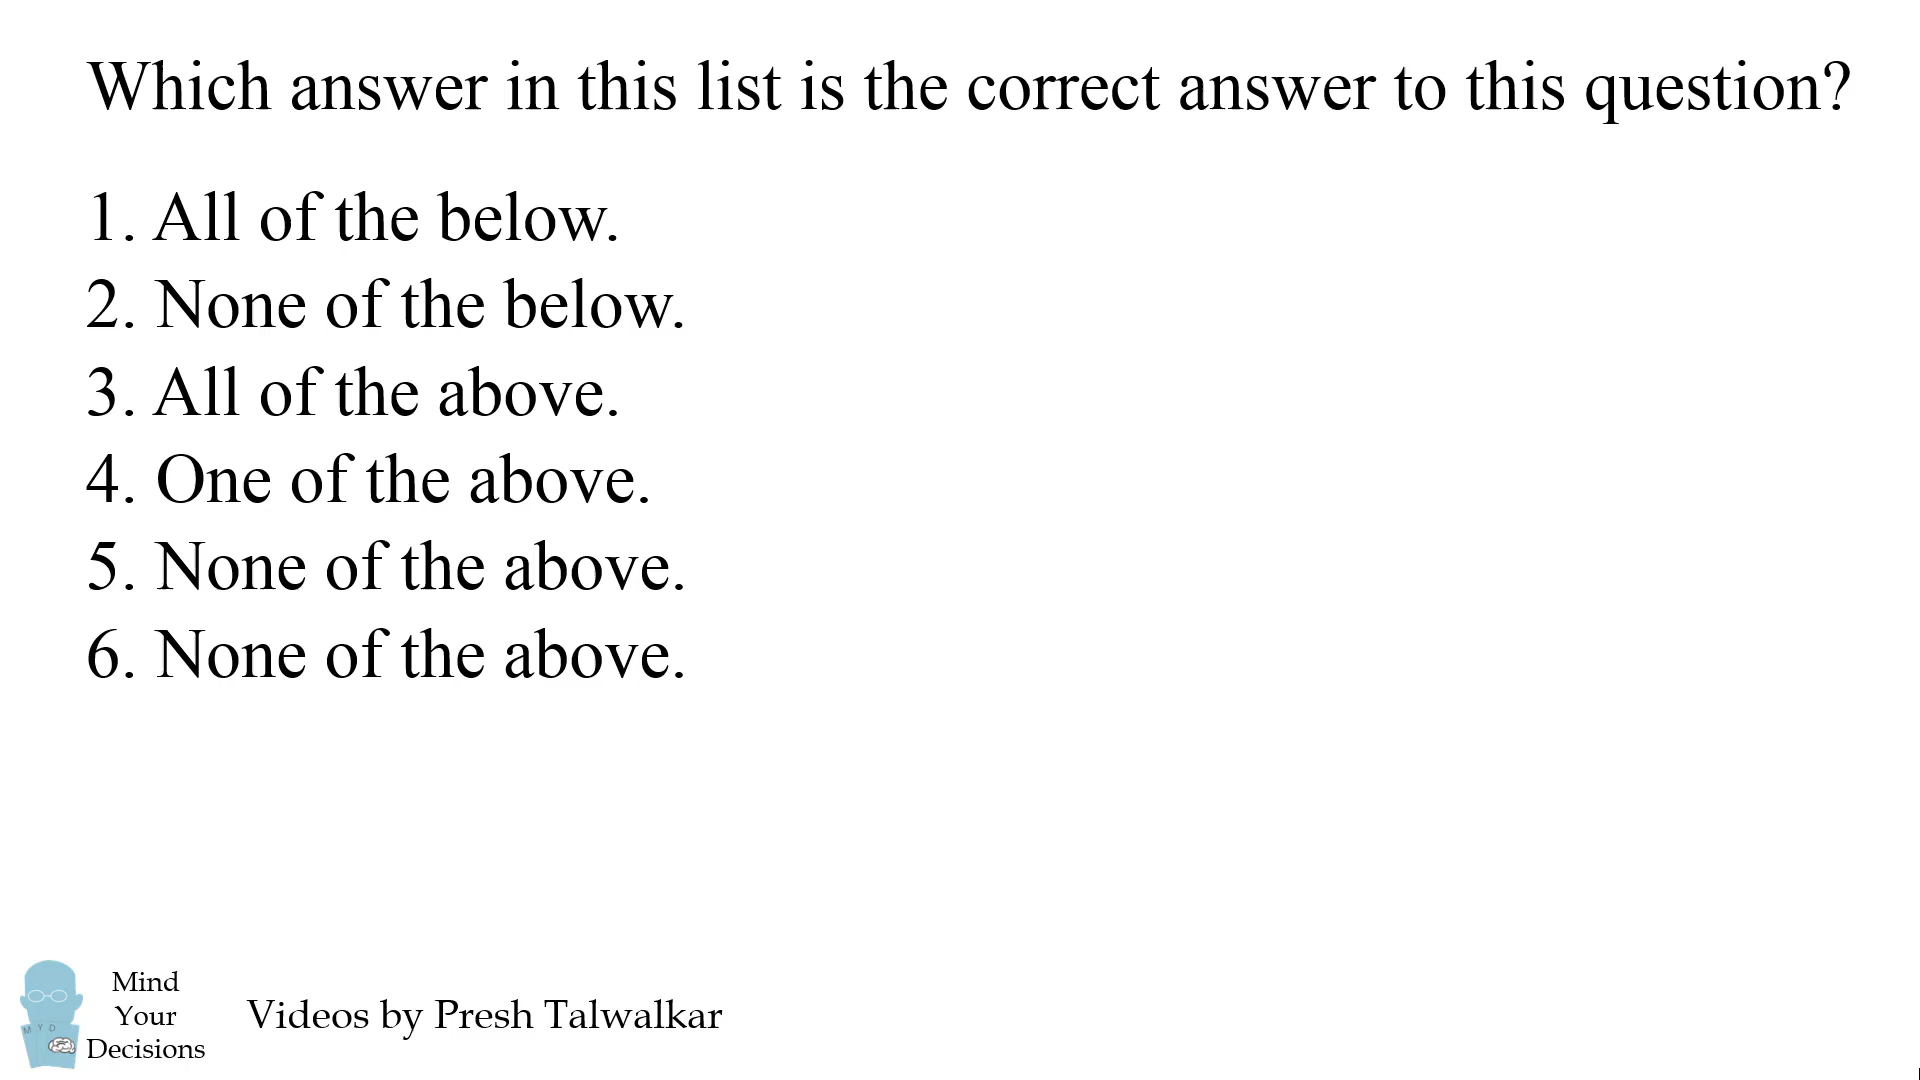 Which answer in this list is the correct answer to this question?
1. All of the below.
2. None of the below.
3. All of the above.
4. One of the above.
5. None of the above.
6. None of the above.
M Y D
Mind
Your
Decisions
Videos by Presh Talwalkar